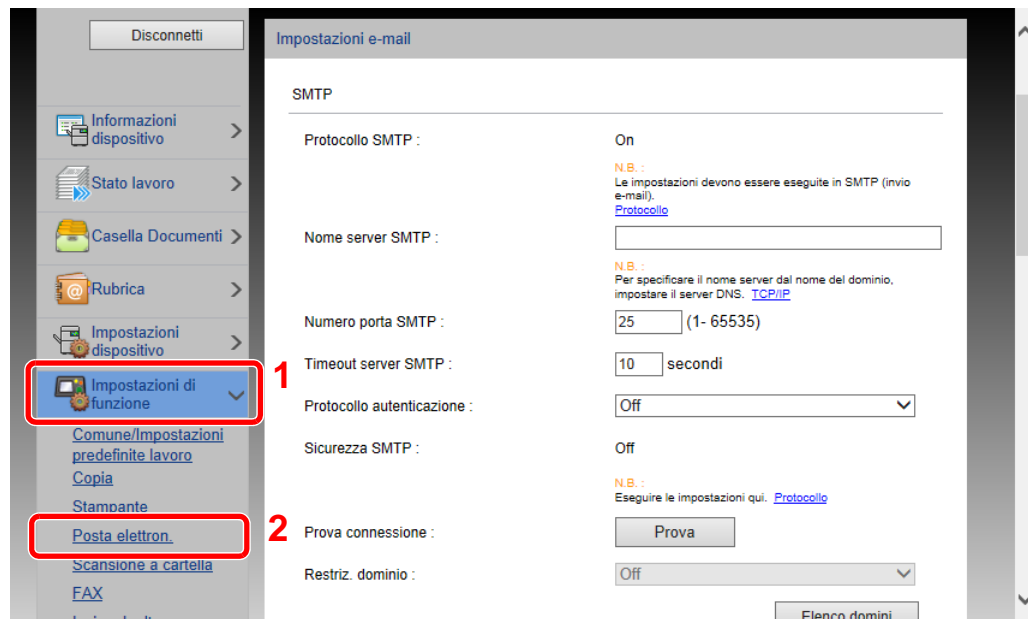 Disconnetti
Informazioni
dispositivo
Stato lavoro
Casella Documenti
Rubrica
Impostazioni
dispositivo
Impostazioni di
funzione
1
Comune/Impostazioni
predefinite lavoro
Copia
Stampante
Posta elettron.
2
Scansione a cartella
FAX
Impostazioni e-mail
SMTP
Protocollo SMTP :
On
N.B. :
Le impostazioni devono essere eseguite in SMTP (invio
e-mail).
Protocollo
Nome server SMTP :
N.B. :
Per specificare il nome server dal nome del dominio,
impostare il server DNS. TCP/IP
Numero porta SMTP :
25 (1- 65535)
Timeout server SMTP :
10 secondi
Protocollo autenticazione :
Off
Sicurezza SMTP :
Off
N.B. :
Eseguire le impostazioni qui. Protocollo
Prova connessione :
Prova
Restriz. dominio :
Off
Elenco domini